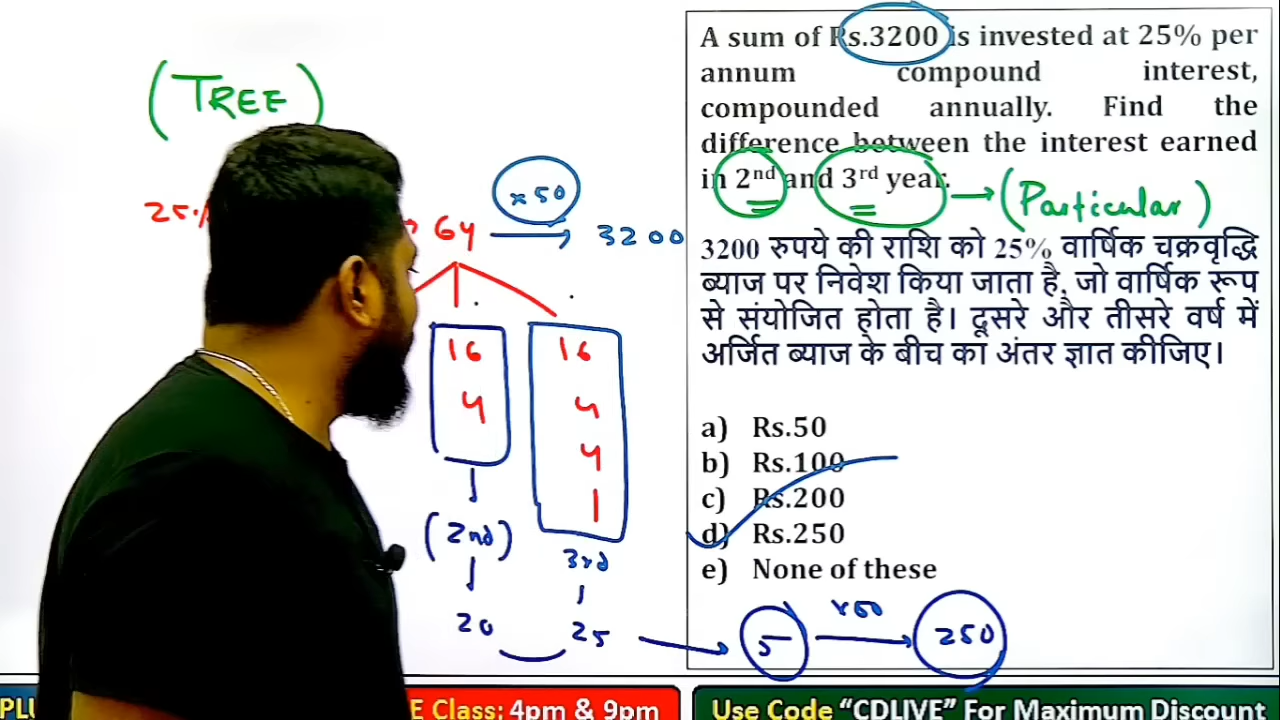 (TREE)
25%
64
×50
3200
16
4
16
4
4
1
(2nd)
3rd
20
25
5
×50
250
A sum of Rs.3200 is invested at 25% per
annum compound interest,
compounded annually. Find the
difference between the interest earned
in 2nd and 3rd year.
(Particular)
3200 रुपये की राशि को 25% वार्षिक चक्रवृद्धि
ब्याज पर निवेश किया जाता है, जो वार्षिक रूप
से संयोजित होता है। दूसरे और तीसरे वर्ष में
अर्जित ब्याज के बीच का अंतर ज्ञात कीजिए।
a) Rs.50
b) Rs.100
c) Rs.200
d) Rs.250
e) None of these
E Class: 4pm & 9pm
Use Code “CDLIVE” For Maximum Discount